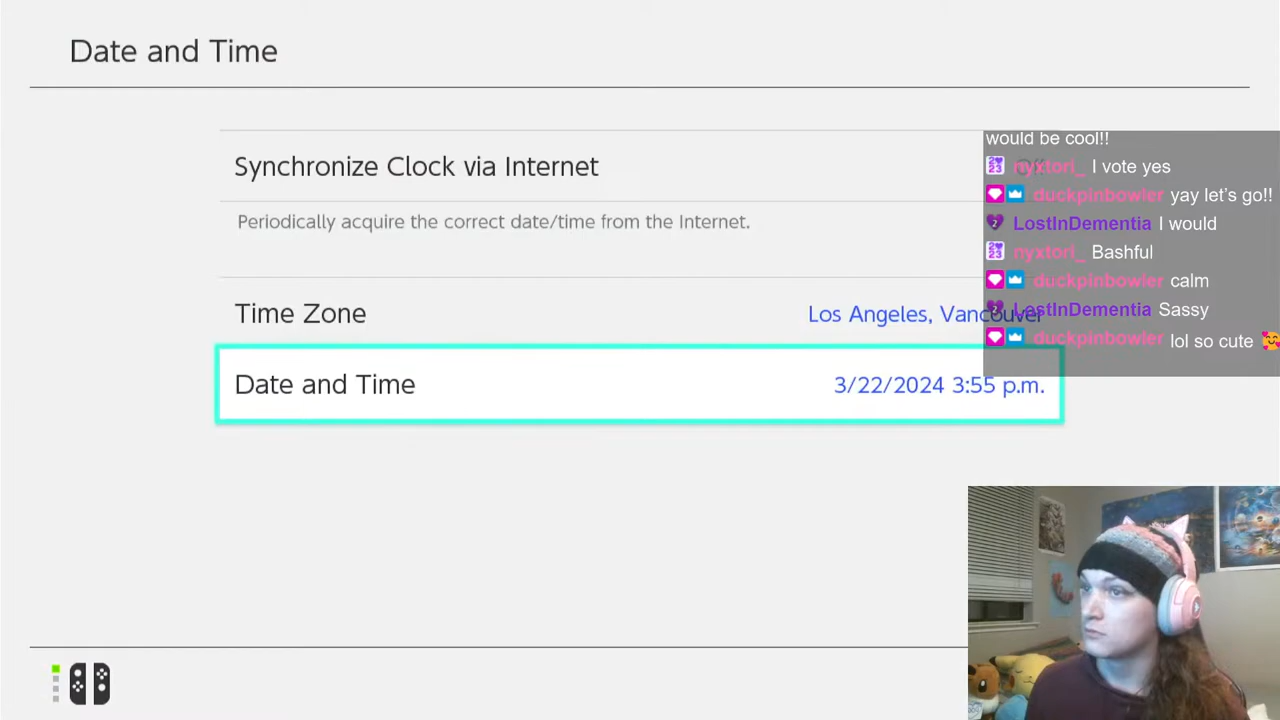 Date and Time
Synchronize Clock via Internet
Periodically acquire the correct date/time from the Internet.
Time Zone Los Angeles, Vancouver
Date and Time 3/22/2024 3:55 p.m.
would be cool!!
nyxtori_ I vote yes
duckpinbowler yay let's go!!
LostInDementia I would
nyxtori_ Bashful
duckpinbowler calm
LostInDementia Sassy
duckpinbowler lol so cute 🥰